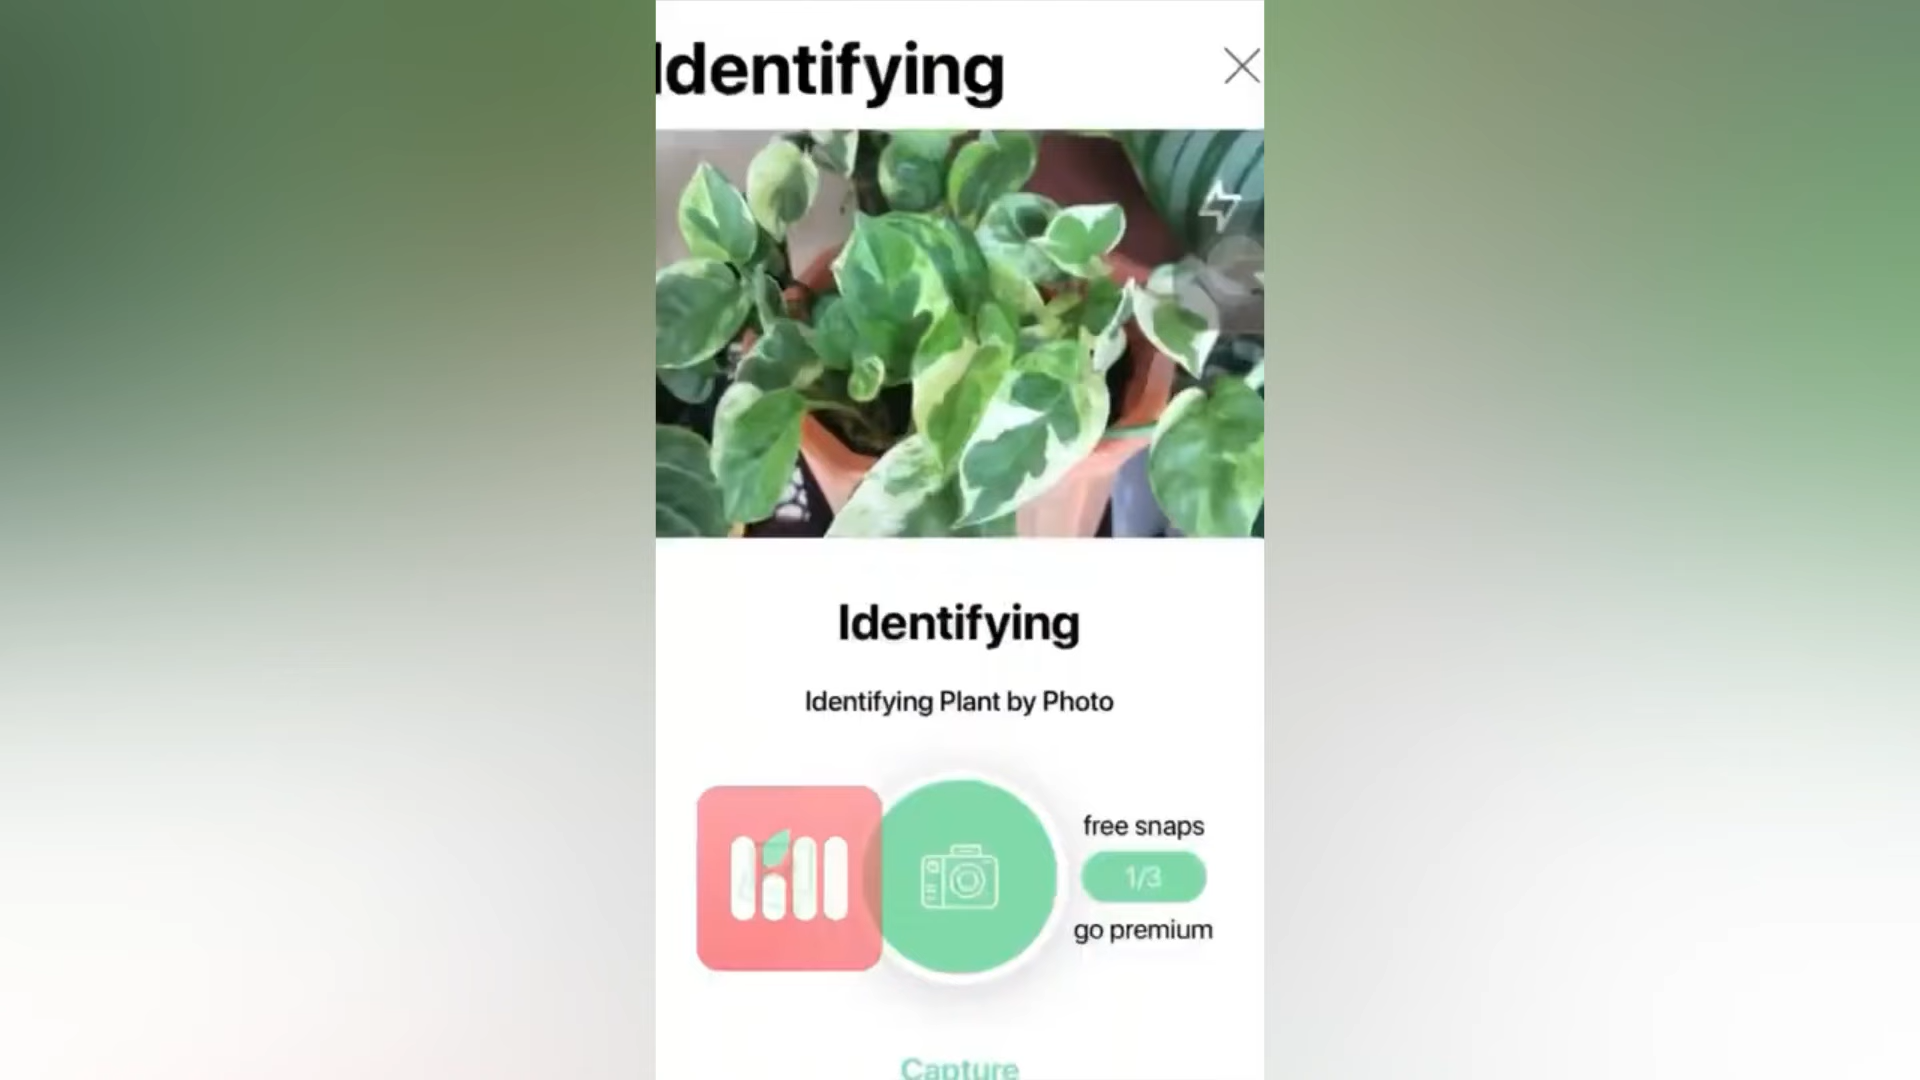 Identifying
Identifying
Identifying Plant by Photo
free snaps
1/3
go premium
Capture